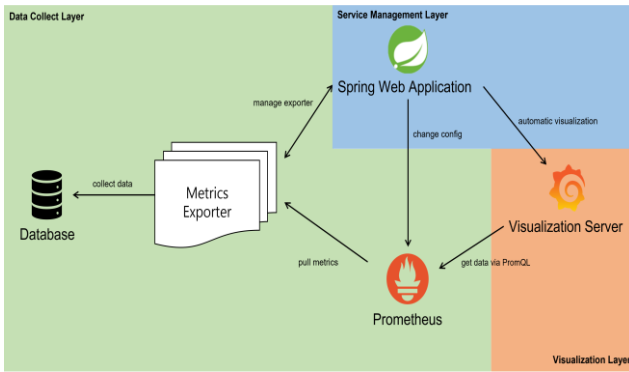 Data Collect Layer
Service Management Layer
Spring Web Application
manage exporter
automatic visualization
change config
collect data
Metrics
Exporter
Database
Visualization Server
pull metrics
get data via PromQL
Prometheus
Visualization Layer